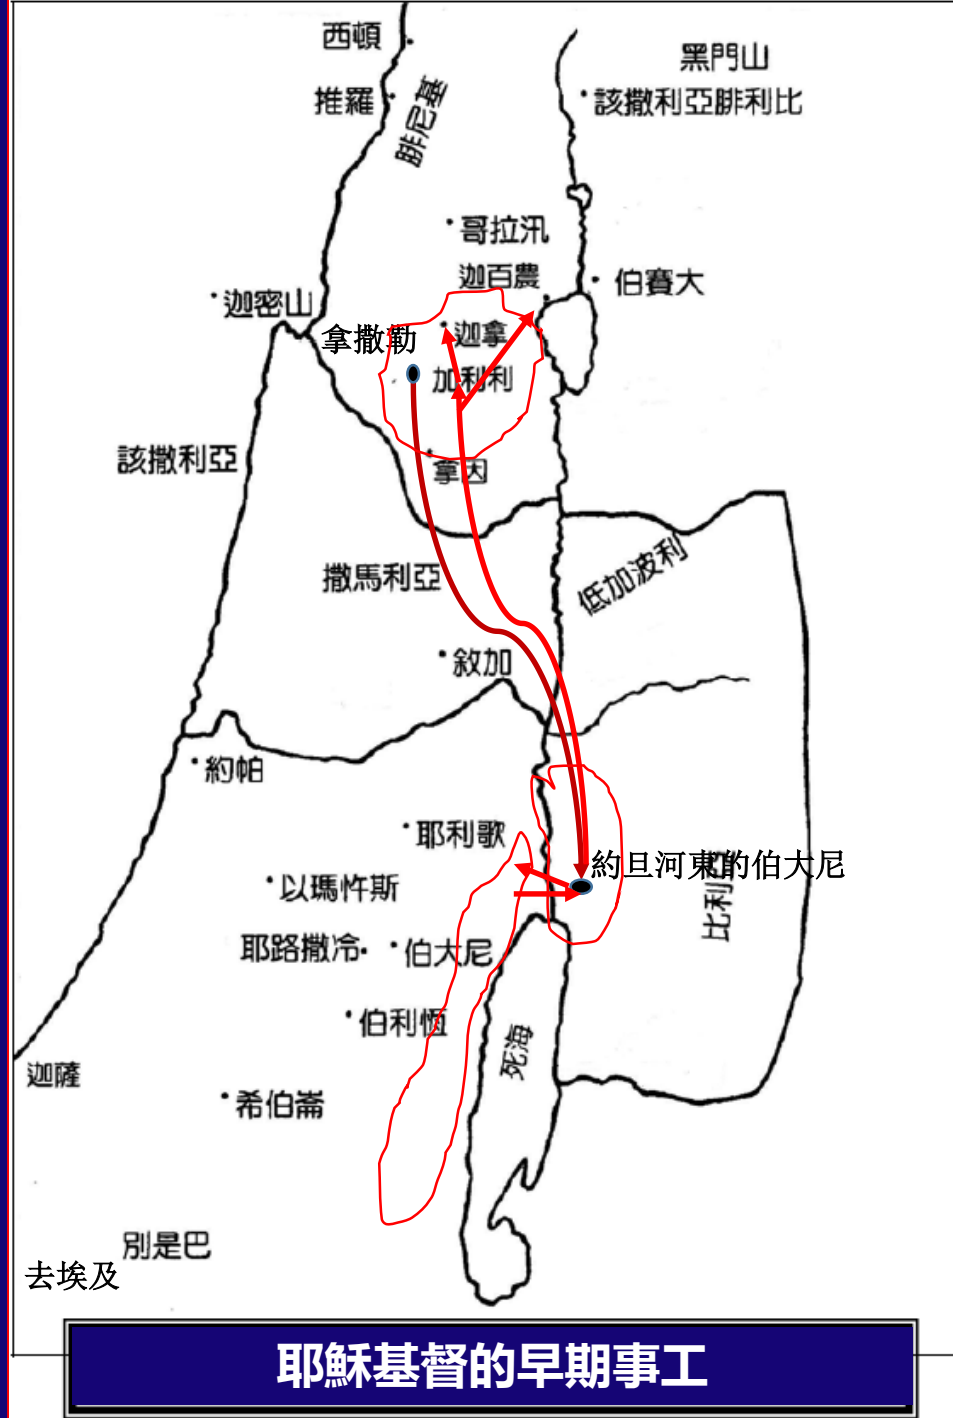 西頓
黑門山
推羅
腓尼基
該撒利亞腓利比
哥拉汛
迦百農
伯賽大
迦密山
拿撒勒
迦拿
加利利
該撒利亞
拿因
撒馬利亞
低加波利
敘加
約帕
耶利歌
約旦河東的伯大尼
以瑪忤斯
比利亞
耶路撒冷
伯大尼
伯利恆
死海
迦薩
希伯崙
別是巴
去埃及
耶穌基督的早期事工